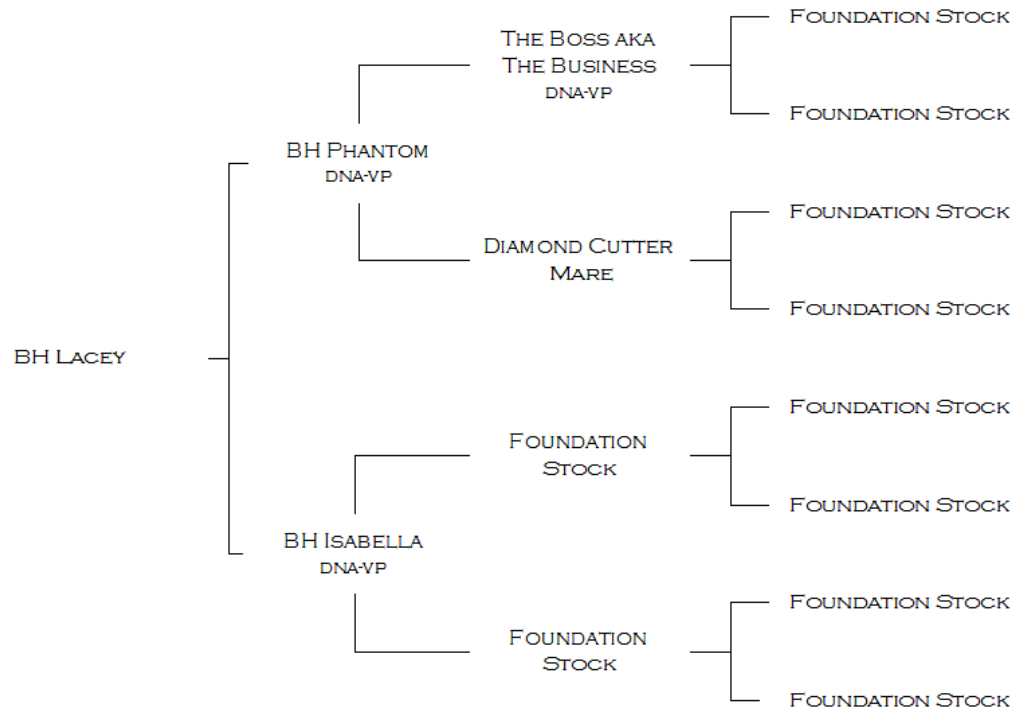 Foundation Stock
The Boss aka
The Business
DNA-VP
Foundation Stock
BH Phantom
DNA-VP
Foundation Stock
Diamond Cutter
Mare
Foundation Stock
BH Lacey
Foundation Stock
Foundation
Stock
Foundation Stock
BH Isabella
DNA-VP
Foundation Stock
Foundation
Stock
Foundation Stock